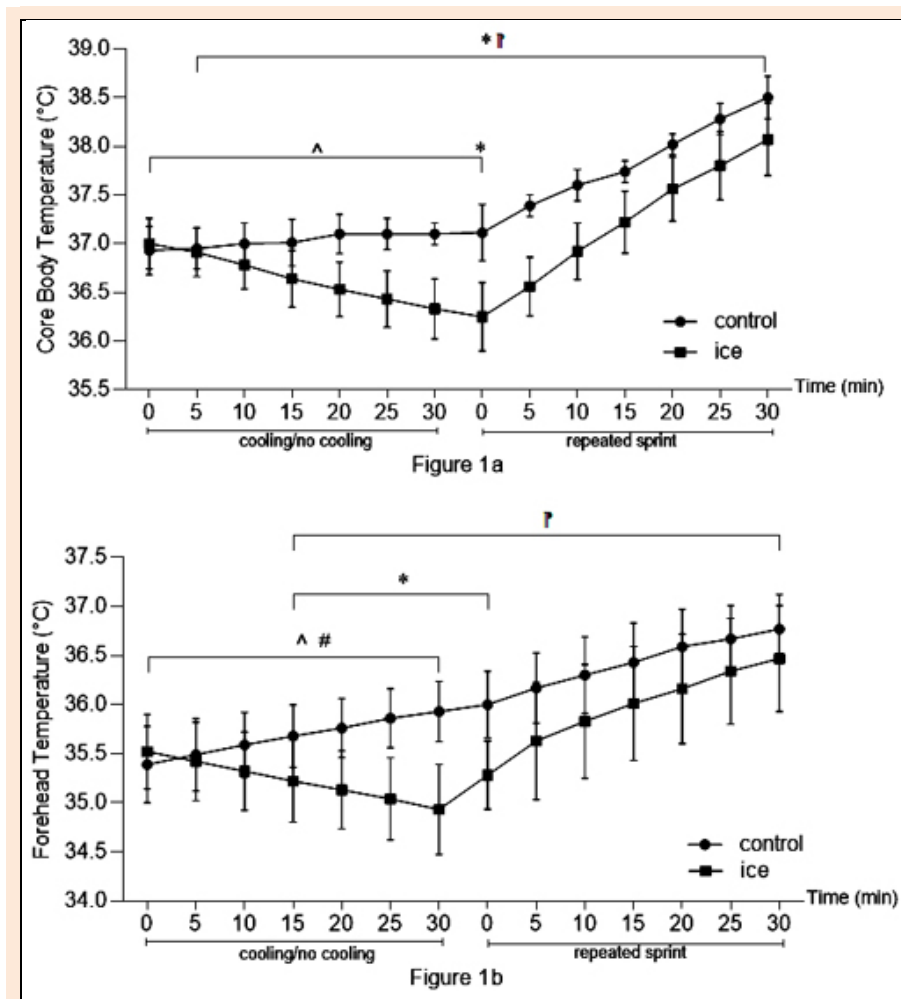 * ⁋
39.0
38.5
38.0
^ *
37.5
37.0
36.5
36.0
35.5
Core Body Temperature (°C)
control
ice
Time (min)
0 5 10 15 20 25 30 0 5 10 15 20 25 30
cooling/no cooling repeated sprint
Figure 1a
⁋
37.5
*
37.0
^ #
36.5
36.0
35.5
35.0
34.5
34.0
Forehead Temperature (°C)
control
ice
Time (min)
0 5 10 15 20 25 30 0 5 10 15 20 25 30
cooling/no cooling repeated sprint
Figure 1b